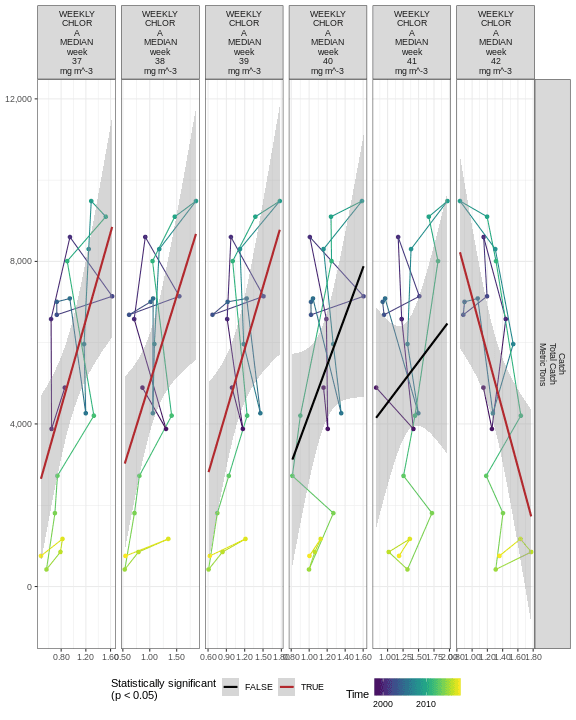 WEEKLY
CHLOR
A
MEDIAN
week
37
mg m^-3
WEEKLY
CHLOR
A
MEDIAN
week
38
mg m^-3
WEEKLY
CHLOR
A
MEDIAN
week
39
mg m^-3
WEEKLY
CHLOR
A
MEDIAN
week
40
mg m^-3
WEEKLY
CHLOR
A
MEDIAN
week
41
mg m^-3
WEEKLY
CHLOR
A
MEDIAN
week
42
mg m^-3
12,000
8,000
4,000
0
Catch
Total Catch
Metric Tons
0.80 1.20 1.60
0.50 1.00 1.50
0.60 0.90 1.20 1.50 1.80
0.80 1.00 1.20 1.40 1.60
1.00 1.25 1.50 1.75 2.00
0.80 1.00 1.20 1.40 1.60 1.80
Statistically significant
(p < 0.05)
FALSE
TRUE
Time
2000 2010